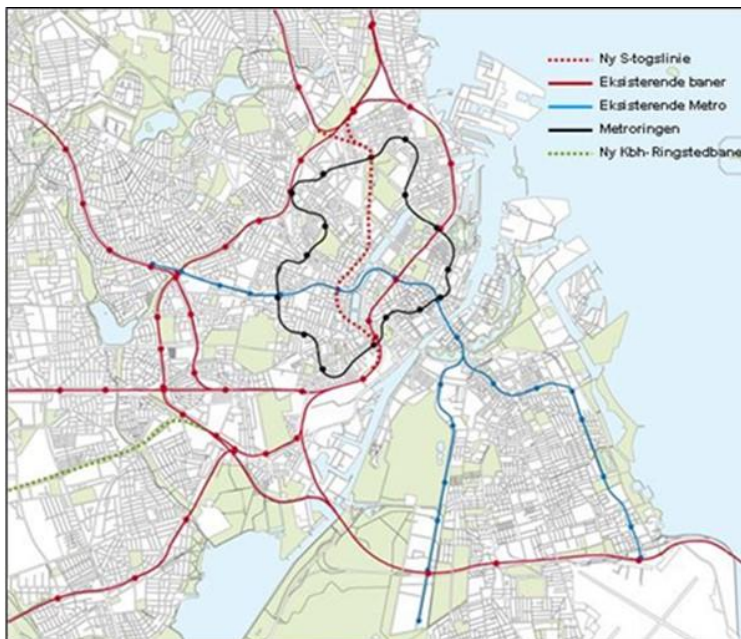 Ny S-togslinie
Eksisterende baner
Eksisterende Metro
Metroringen
Ny Kbh-Ringstedbane